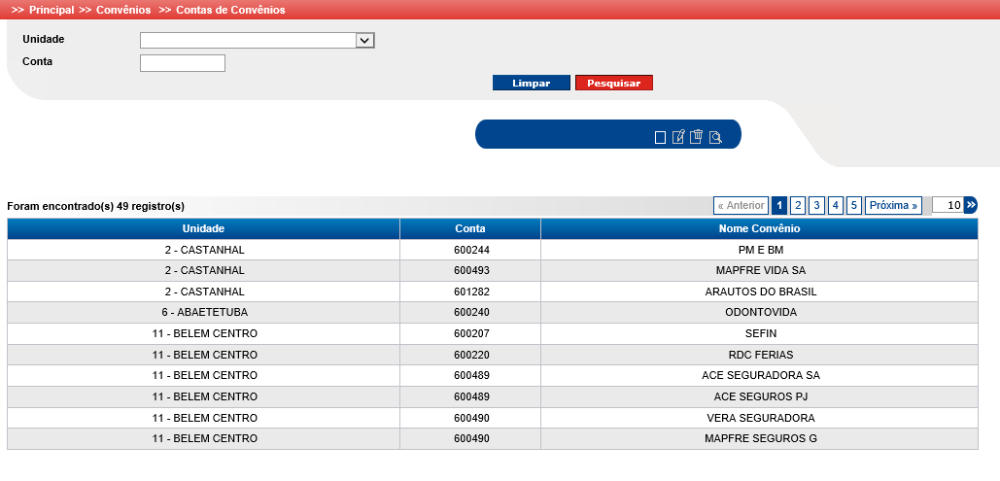 >> Principal >> Convênios >> Contas de Convênios
Unidade
Conta
Limpar Pesquisar
Foram encontrado(s) 49 registro(s) « Anterior 1 2 3 4 5 Próxima » 10 »
Unidade Conta Nome Convênio
2 - CASTANHAL 600244 PM E BM
2 - CASTANHAL 600493 MAPFRE VIDA SA
2 - CASTANHAL 601282 ARAUTOS DO BRASIL
6 - ABAETETUBA 600240 ODONTOVIDA
11 - BELEM CENTRO 600207 SEFIN
11 - BELEM CENTRO 600220 RDC FERIAS
11 - BELEM CENTRO 600489 ACE SEGURADORA SA
11 - BELEM CENTRO 600489 ACE SEGUROS PJ
11 - BELEM CENTRO 600490 VERA SEGURADORA
11 - BELEM CENTRO 600490 MAPFRE SEGUROS G